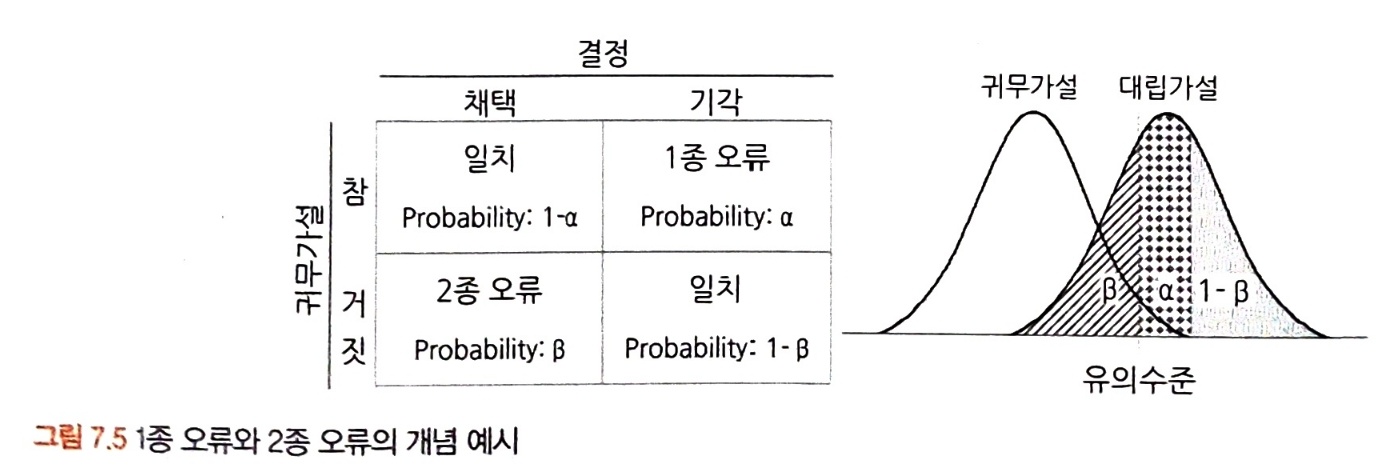 결정
채택 기각
귀무가설
참
일치 1종 오류
Probability: 1-α Probability: α
거짓
2종 오류 일치
Probability: β Probability: 1-β
귀무가설 대립가설
β α 1-β
유의수준
그림 7.5 1종 오류와 2종 오류의 개념 예시